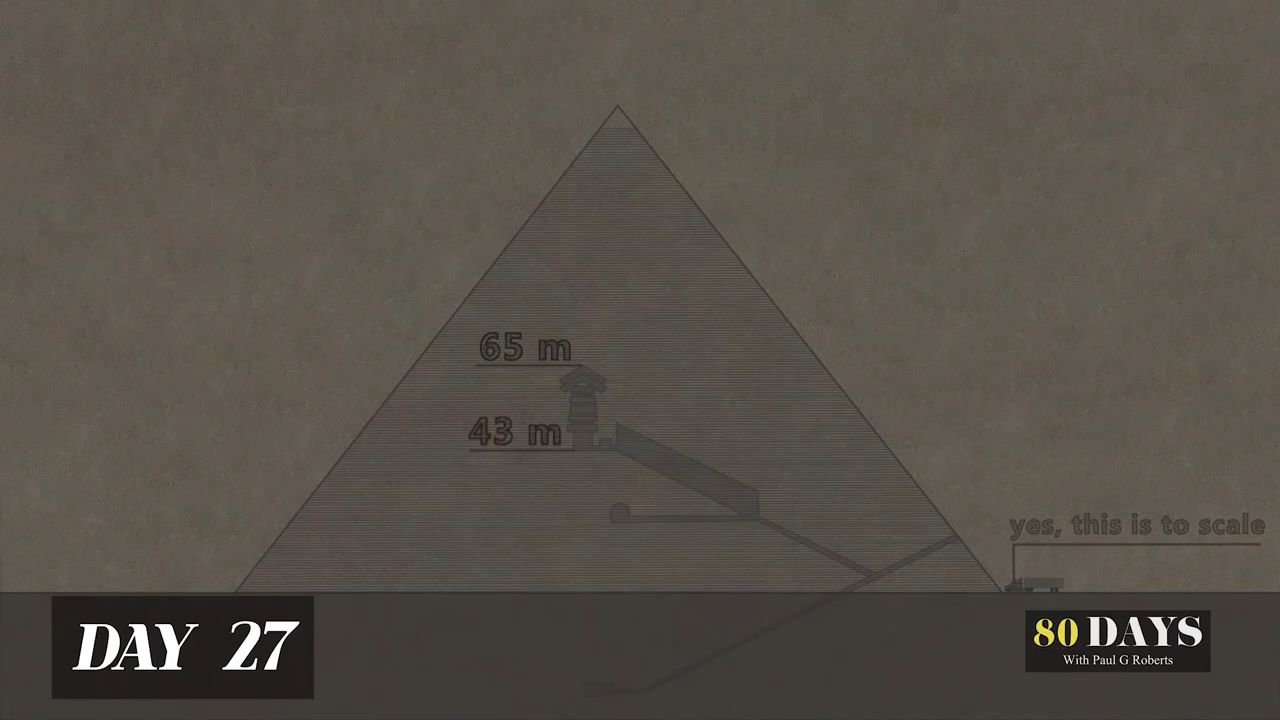 65 m
43 m
yes, this is to scale
DAY 27
80 DAYS
With Paul G Roberts